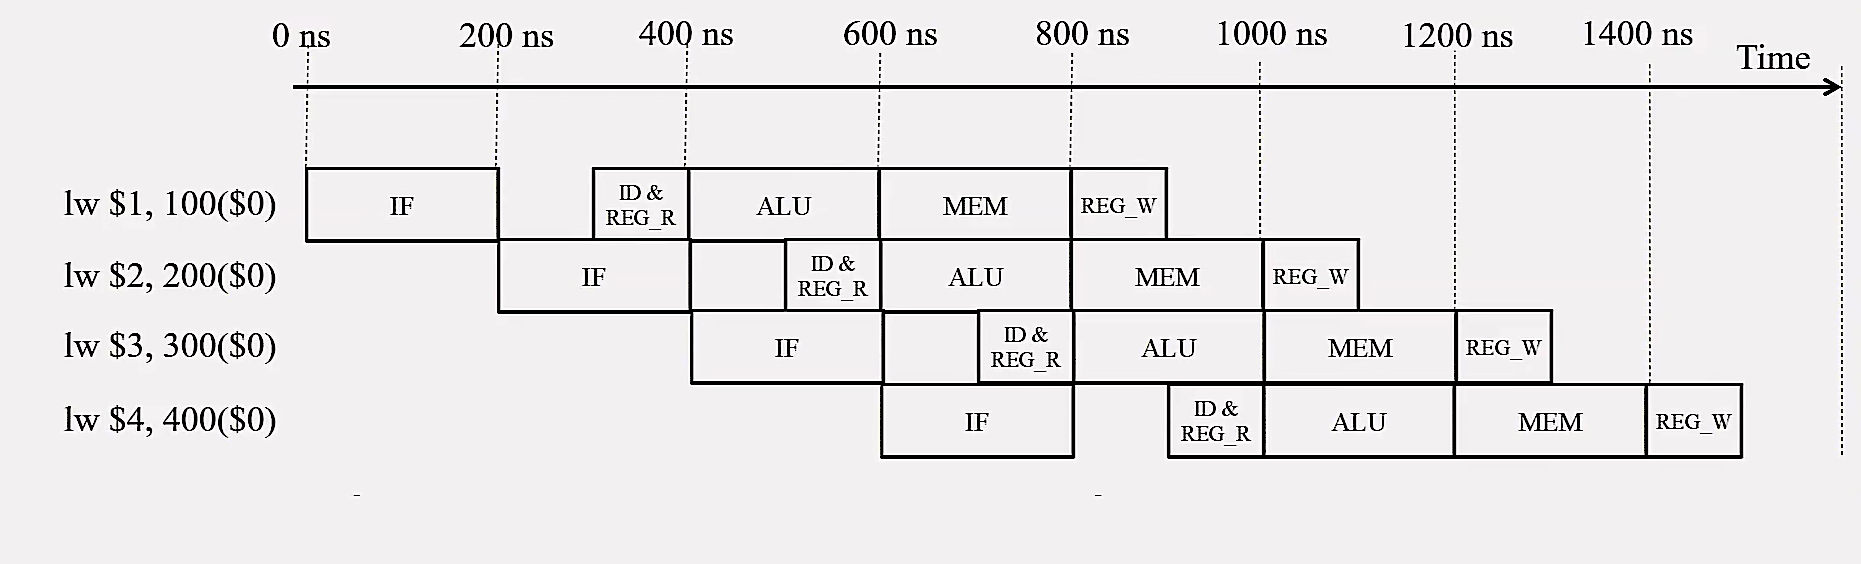 0 ns 200 ns 400 ns 600 ns 800 ns 1000 ns 1200 ns 1400 ns
Time
lw $1, 100($0) IF ID & REG_R ALU MEM REG_W
lw $2, 200($0) IF ID & REG_R ALU MEM REG_W
lw $3, 300($0) IF ID & REG_R ALU MEM REG_W
lw $4, 400($0) IF ID & REG_R ALU MEM REG_W